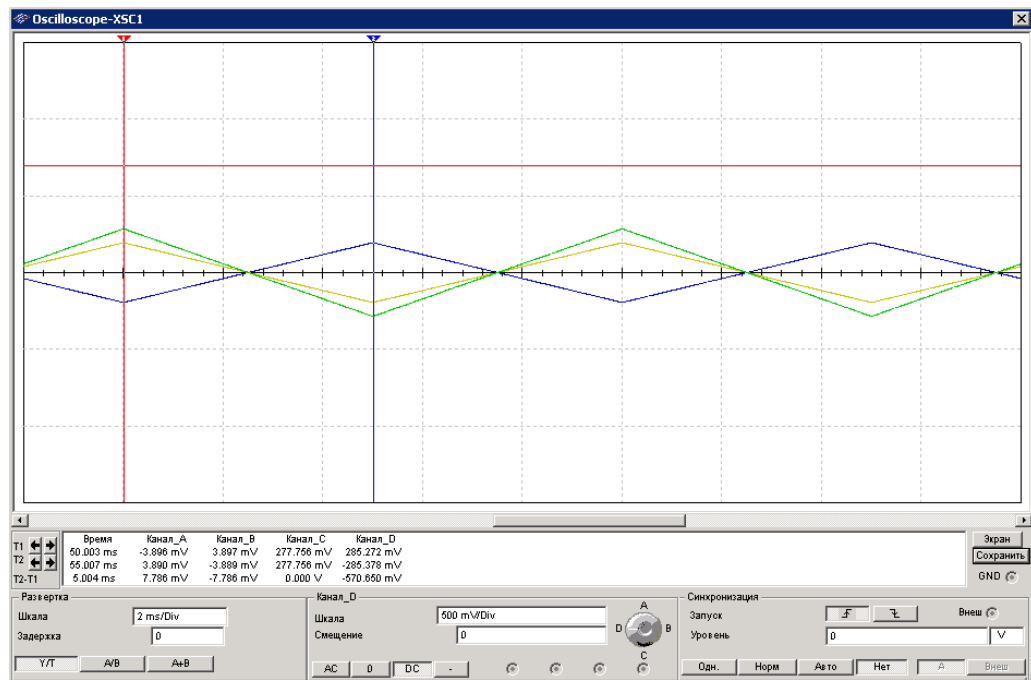 Oscilloscope-XSC1
1 2
T1 Время Канал_A Канал_B Канал_C Канал_D
50.003 ms -3.896 mV 3.897 mV 277.756 mV 285.272 mV
T2 55.007 ms 3.890 mV -3.889 mV 277.756 mV -285.378 mV
T2-T1 5.004 ms 7.786 mV -7.786 mV 0.000 V -570.650 mV
Экран
Сохранить
GND
Развертка
Шкала 2 ms/Div
Задержка 0
Y/T A/B A+B
Канал_D
Шкала 500 mV/Div
Смещение 0
A
D B
C
AC 0 DC -
Синхронизация
Запуск Внеш
Уровень 0 V
Одн. Норм Авто Нет A Внеш